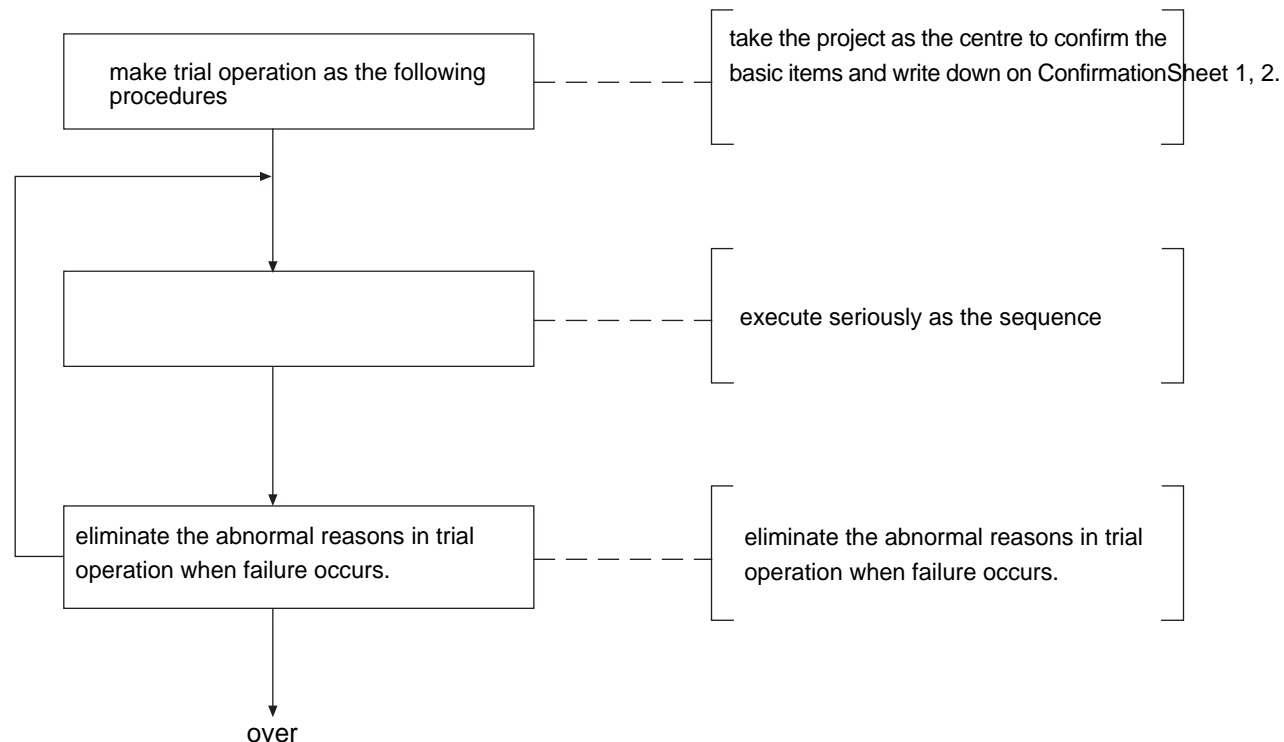 make trial operation as the following
procedures
take the project as the centre to confirm the
basic items and write down on ConfirmationSheet 1, 2.
execute seriously as the sequence
eliminate the abnormal reasons in trial
operation when failure occurs.
eliminate the abnormal reasons in trial
operation when failure occurs.
over